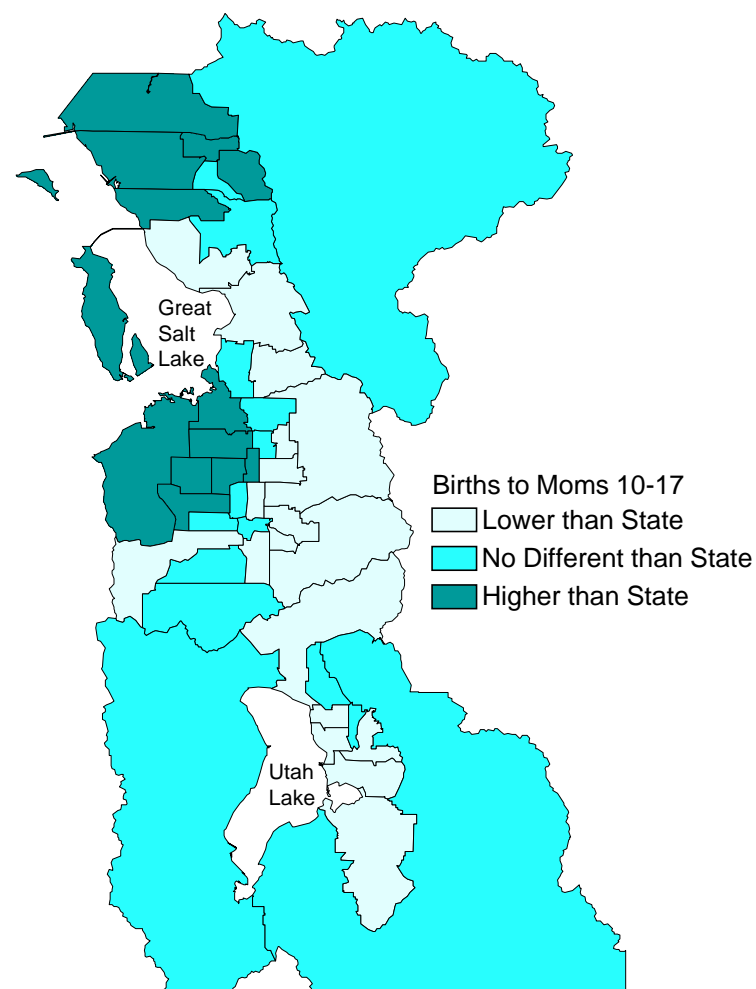 Great
Salt
Lake
Births to Moms 10-17
Lower than State
No Different than State
Higher than State
Utah
Lake